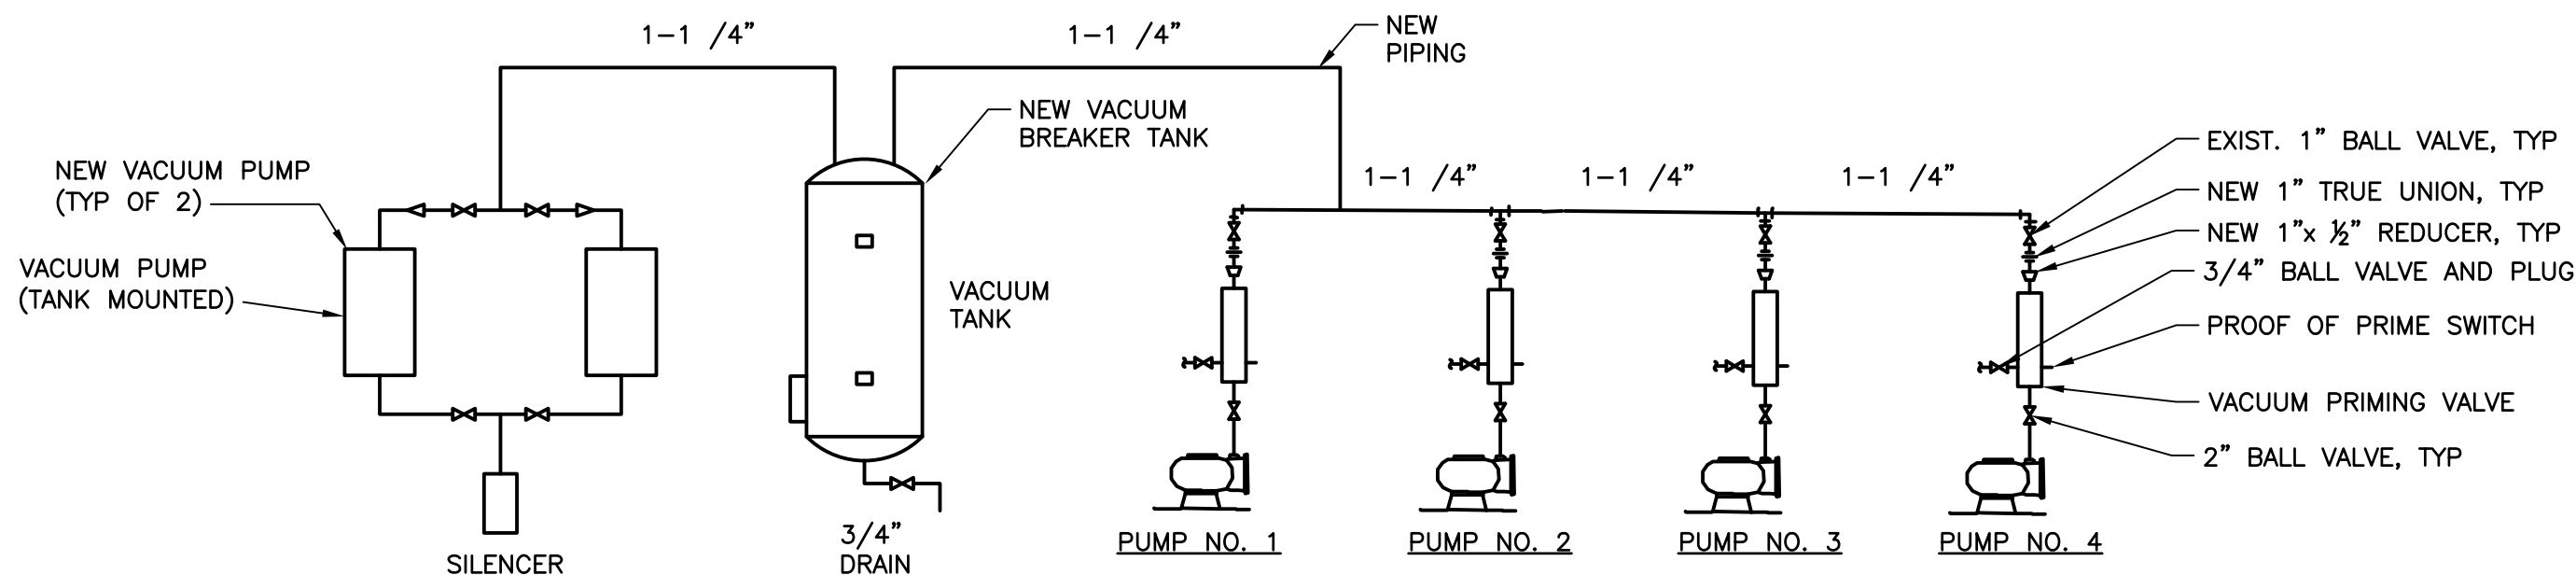 1-1 /4"
1-1 /4"
NEW
PIPING
NEW VACUUM
BREAKER TANK
NEW VACUUM PUMP
(TYP OF 2)
VACUUM PUMP
(TANK MOUNTED)
VACUUM
TANK
1-1 /4"
1-1 /4"
1-1 /4"
EXIST. 1" BALL VALVE, TYP
NEW 1" TRUE UNION, TYP
NEW 1"x ½" REDUCER, TYP
3/4" BALL VALVE AND PLUG
PROOF OF PRIME SWITCH
VACUUM PRIMING VALVE
2" BALL VALVE, TYP
SILENCER
3/4"
DRAIN
PUMP NO. 1
PUMP NO. 2
PUMP NO. 3
PUMP NO. 4